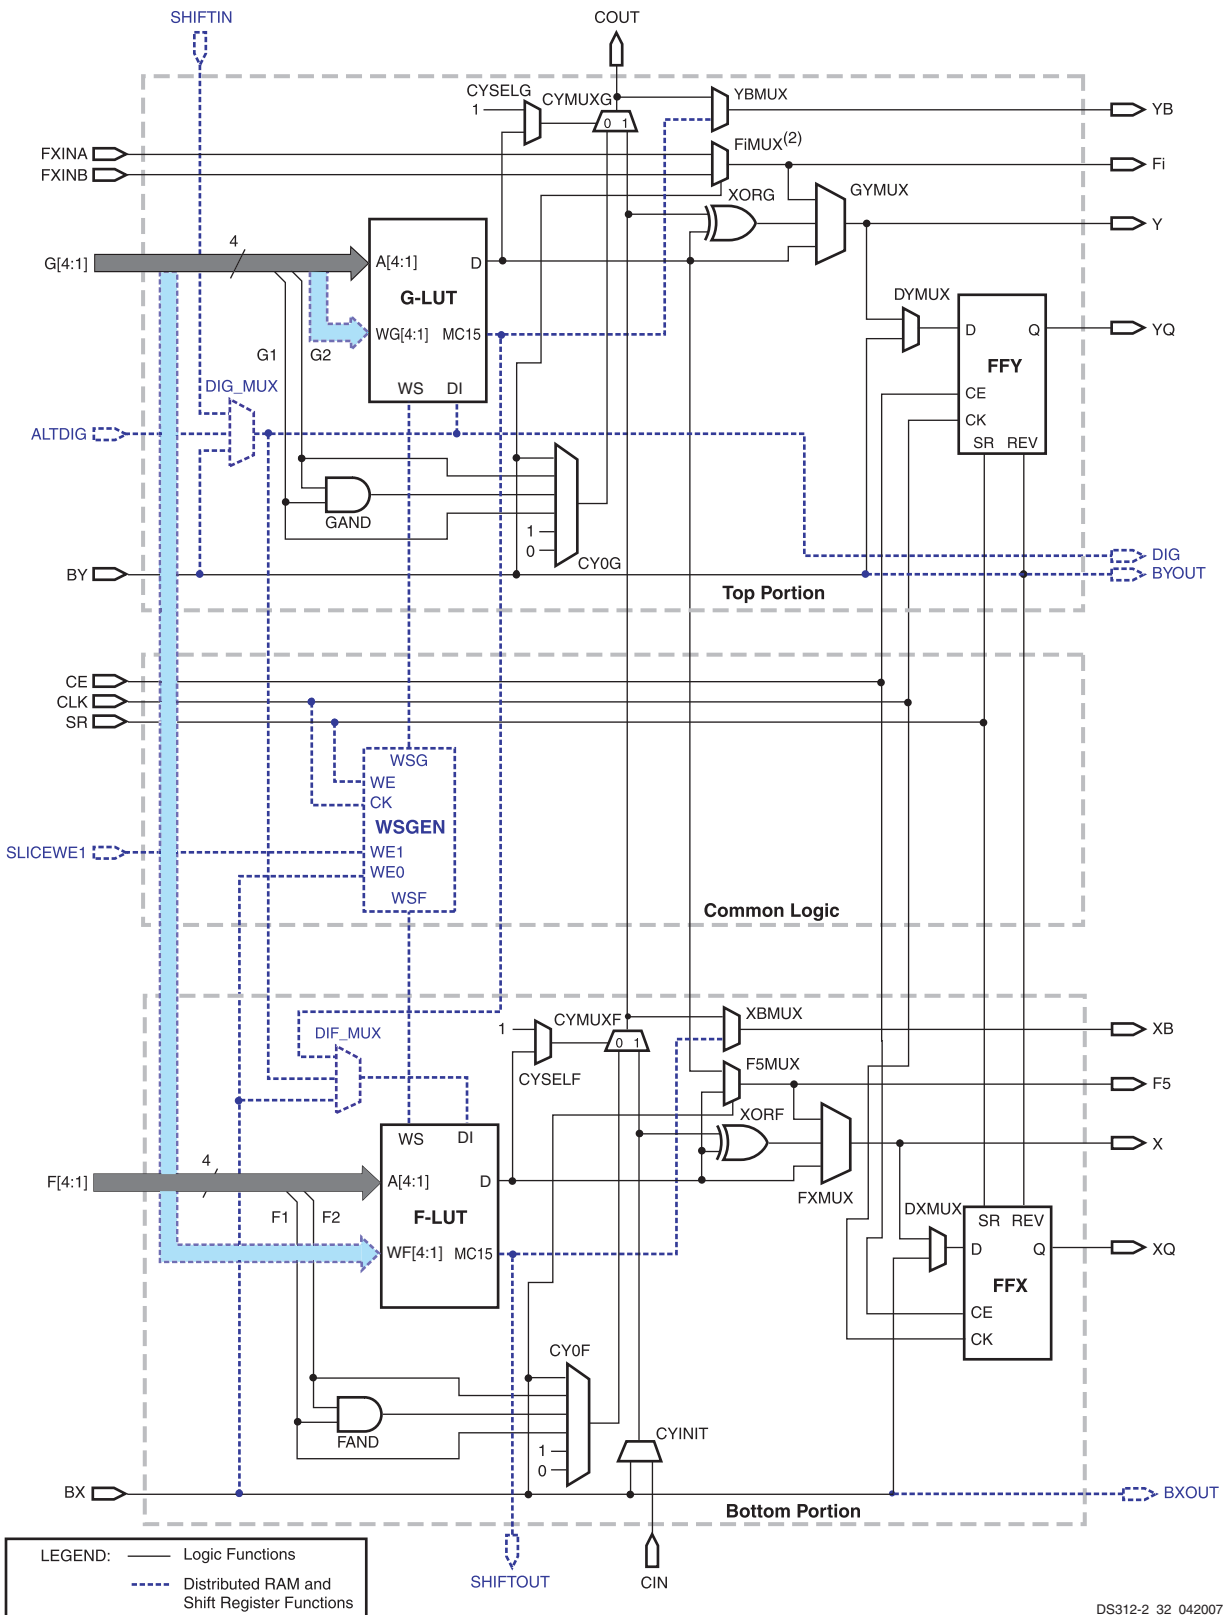 SHIFTIN
COUT
CYSELG
1
CYMUXG
0 1
YBMUX
YB
FXINA
FXINB
FiMUX(2)
Fi
XORG
GYMUX
Y
G[4:1]
4
A[4:1]
D
G-LUT
WG[4:1]
MC15
WS
DI
G1
G2
DYMUX
D
Q
YQ
FFY
CE
CK
SR
REV
DIG_MUX
ALTDIG
GAND
1
0
CY0G
DIG
BY
BYOUT
Top Portion
CE
CLK
SR
WSG
WE
CK
WSGEN
SLICEWE1
WE1
WE0
WSF
Common Logic
DIF_MUX
1
CYMUXF
0 1
CYSELF
XBMUX
XB
F5MUX
F5
XORF
X
FXMUX
WS
DI
F[4:1]
4
A[4:1]
D
F-LUT
WF[4:1]
MC15
F1
F2
DXMUX
SR
REV
D
Q
XQ
FFX
CE
CK
CY0F
FAND
1
0
CYINIT
BX
BXOUT
Bottom Portion
SHIFTOUT
CIN
LEGEND:
Logic Functions
Distributed RAM and
Shift Register Functions
DS312-2_32_042007